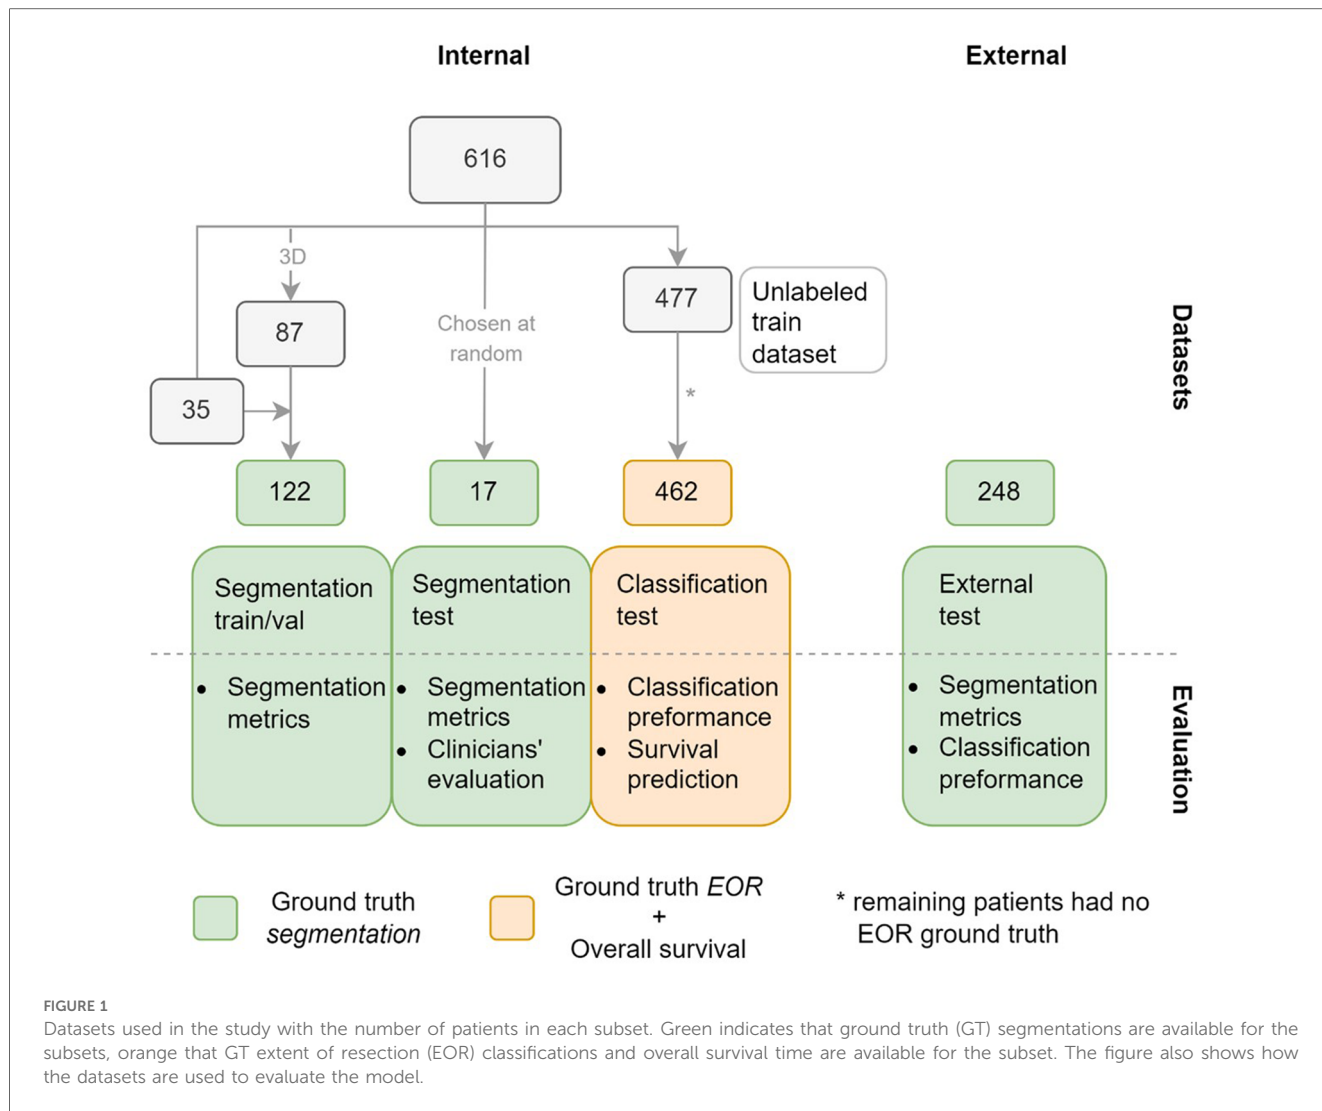 Internal
External
616
3D
87
Chosen at
random
477
Unlabeled
train
dataset
35
*
Datasets
122
17
462
248
Segmentation
train/val
Segmentation
test
Classification
test
External
test
• Segmentation
metrics
• Segmentation
metrics
• Clinicians'
evaluation
• Classification
preformance
• Survival
prediction
• Segmentation
metrics
• Classification
preformance
Evaluation
Ground truth
segmentation
Ground truth EOR
+
Overall survival
* remaining patients had no
EOR ground truth
FIGURE 1
Datasets used in the study with the number of patients in each subset. Green indicates that ground truth (GT) segmentations are available for the
subsets, orange that GT extent of resection (EOR) classifications and overall survival time are available for the subset. The figure also shows how
the datasets are used to evaluate the model.